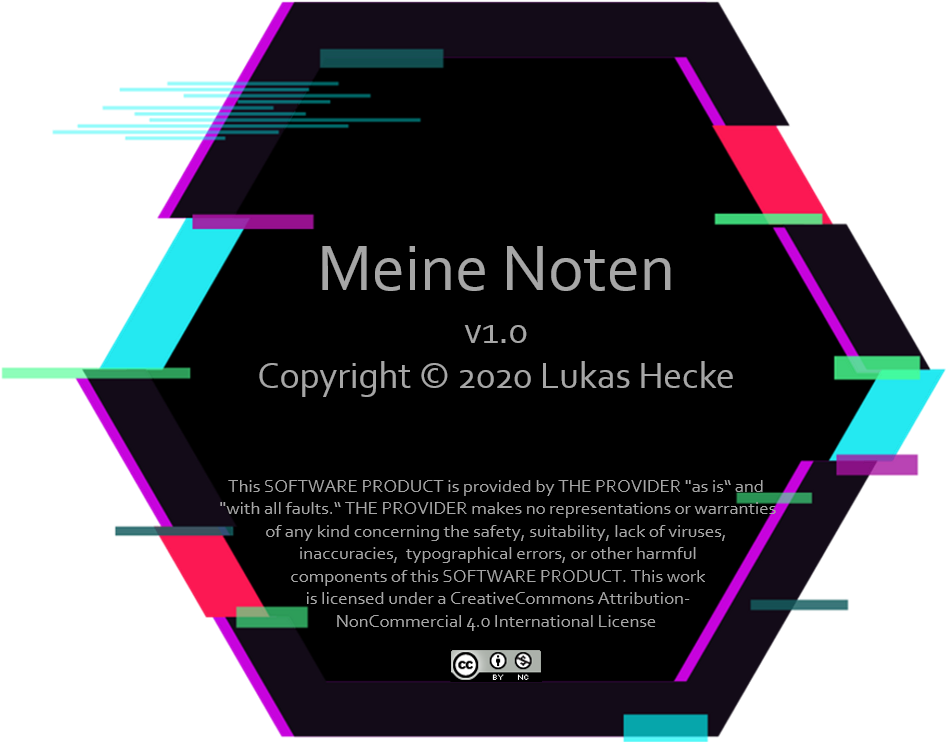 Meine Noten
v1.0
Copyright © 2020 Lukas Hecke
This SOFTWARE PRODUCT is provided by THE PROVIDER "as is“ and
"with all faults.“ THE PROVIDER makes no representations or warranties
of any kind concerning the safety, suitability, lack of viruses,
inaccuracies, typographical errors, or other harmful
components of this SOFTWARE PRODUCT. This work
is licensed under a CreativeCommons Attribution-
NonCommercial 4.0 International License
cc
BY NC